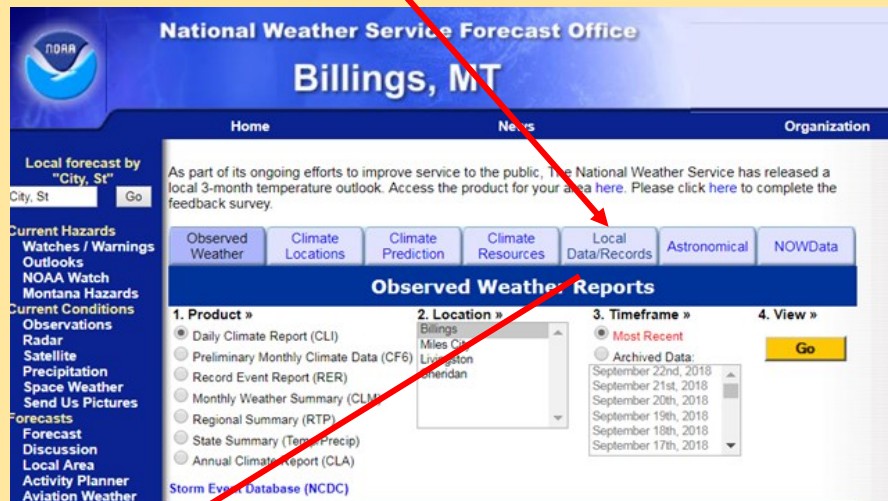 NOAA
National Weather Service Forecast Office
Billings, MT
Home News Organization
Local forecast by
"City, St"
City, St Go
Current Hazards
Watches / Warnings
Outlooks
NOAA Watch
Montana Hazards
Current Conditions
Observations
Radar
Satellite
Precipitation
Space Weather
Send Us Pictures
Forecasts
Forecast
Discussion
Local Area
Activity Planner
Aviation Weather
As part of its ongoing efforts to improve service to the public, The National Weather Service has released a
local 3-month temperature outlook. Access the product for your area here. Please click here to complete the
feedback survey.
Observed Weather
Climate Locations
Climate Prediction
Climate Resources
Local Data/Records
Astronomical
NOWData
Observed Weather Reports
1. Product »
Daily Climate Report (CLI)
Preliminary Monthly Climate Data (CF6)
Record Event Report (RER)
Monthly Weather Summary (CLM)
Regional Summary (RTP)
State Summary (Temp/Precip)
Annual Climate Report (CLA)
2. Location »
Billings
Miles City
Livingston
Sheridan
3. Timeframe »
Most Recent
Archived Data:
September 22nd, 2018
September 21st, 2018
September 20th, 2018
September 19th, 2018
September 18th, 2018
September 17th, 2018
4. View »
Go
Storm Event Database (NCDC)